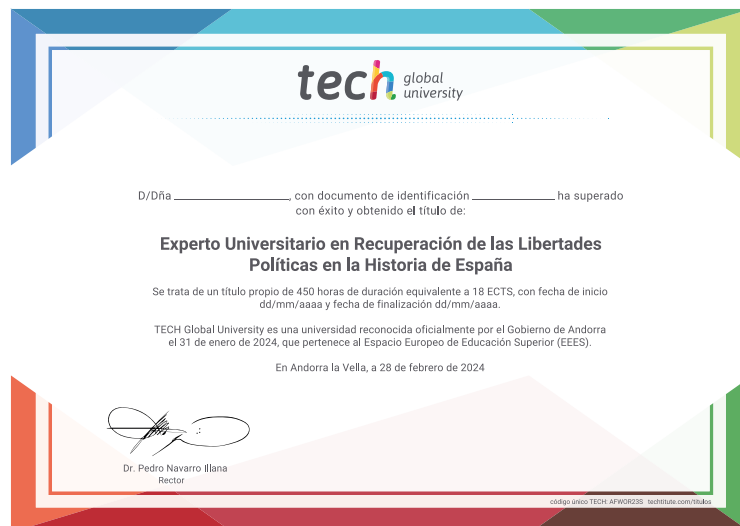 tech global
university
D/Dña ______________, con documento de identificación ______________ ha superado
con éxito y obtenido el título de:
Experto Universitario en Recuperación de las Libertades
Políticas en la Historia de España
Se trata de un título propio de 450 horas de duración equivalente a 18 ECTS, con fecha de inicio
dd/mm/aaaa y fecha de finalización dd/mm/aaaa.
TECH Global University es una universidad reconocida oficialmente por el Gobierno de Andorra
el 31 de enero de 2024, que pertenece al Espacio Europeo de Educación Superior (EEES).
En Andorra la Vella, a 28 de febrero de 2024
Dr. Pedro Navarro Illana
Rector
código único TECH: AFWOR23S techtitute.com/titulos